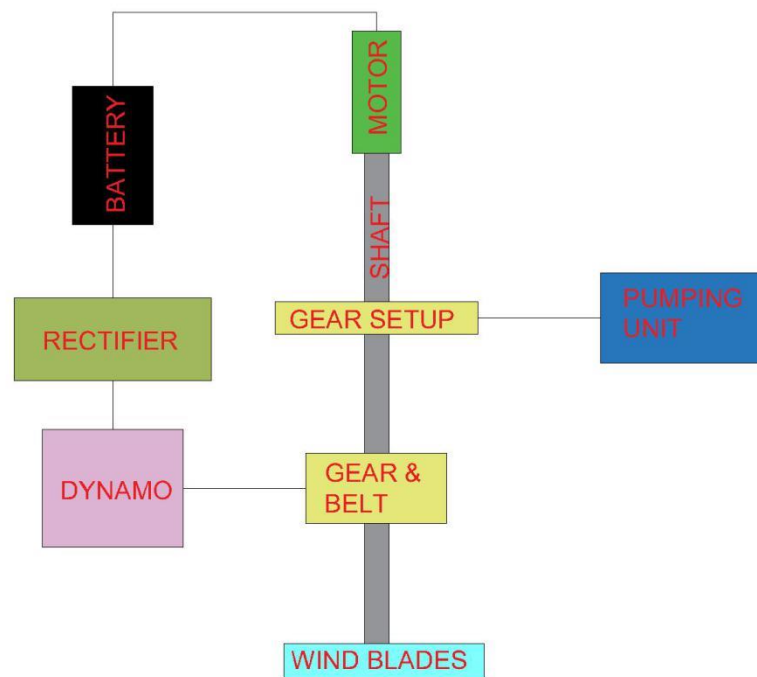 MOTOR
BATTERY
SHAFT
PUMPING
UNIT
GEAR SETUP
RECTIFIER
GEAR &
BELT
DYNAMO
WIND BLADES